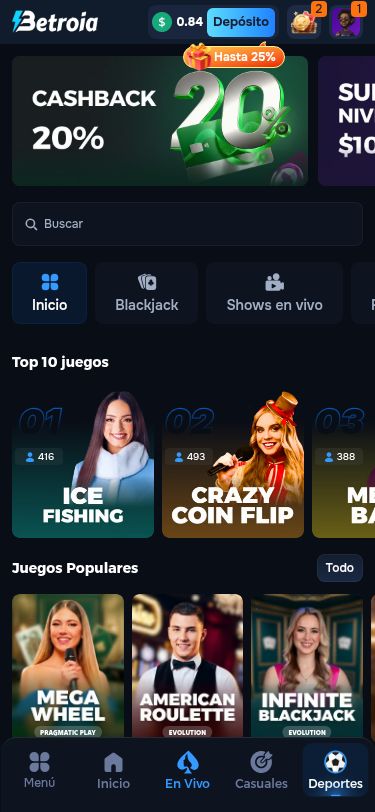 Betroia
$ 0.84 Depósito
2
1
Hasta 25%
CASHBACK
20%
20%
$10
Buscar
Inicio
Blackjack
Shows en vivo
Top 10 juegos
01
02
03
416
493
388
ICE
FISHING
CRAZY
COIN FLIP
Juegos Populares
Todo
MEGA
WHEEL
PRAGMATIC PLAY
AMERICAN
ROULETTE
EVOLUTION
INFINITE
BLACKJACK
EVOLUTION
Menú
Inicio
En Vivo
Casuales
Deportes